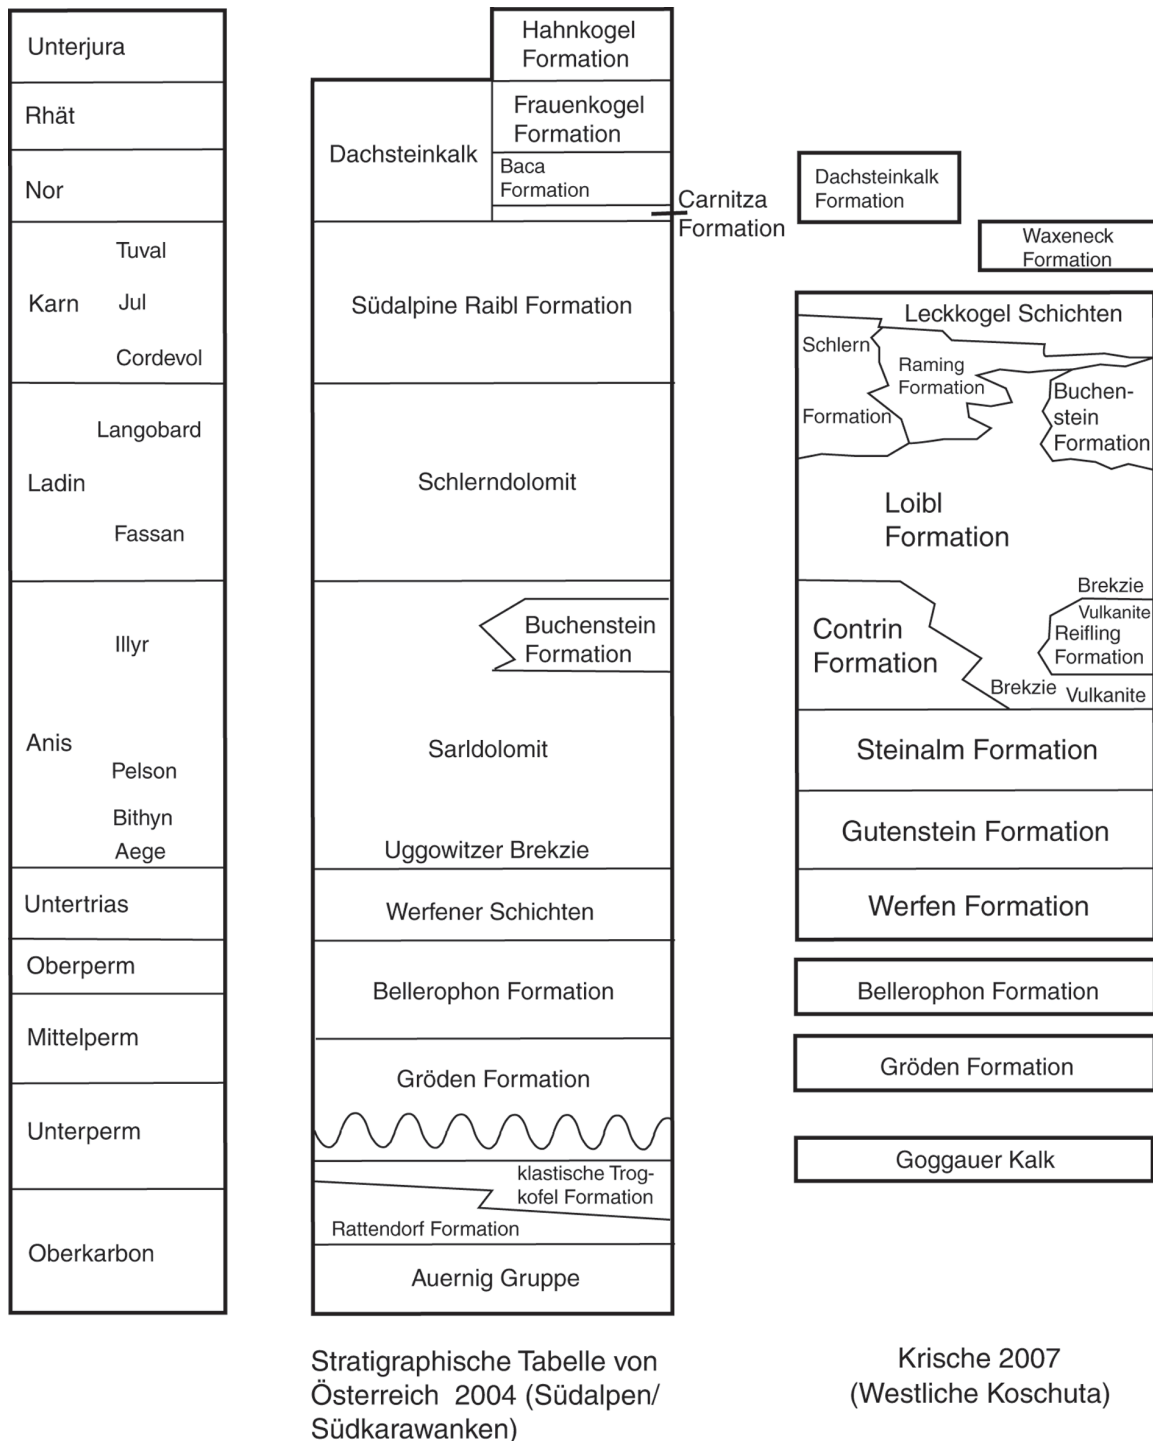 Unterjura
Rhät
Nor
Tuval
Karn
Jul
Cordevol
Langobard
Ladin
Fassan
Illyr
Anis
Pelson
Bithyn
Aege
Untertrias
Oberperm
Mittelperm
Unterperm
Oberkarbon
Hahnkogel
Formation
Frauenkogel
Formation
Dachsteinkalk
Baca
Formation
Carnitza
Formation
Südalpine Raibl Formation
Schlerndolomit
Buchenstein
Formation
Sarldolomit
Uggowitzer Brekzie
Werfener Schichten
Bellerophon Formation
Gröden Formation
klastische Trog-
kofel Formation
Rattendorf Formation
Auernig Gruppe
Stratigraphische Tabelle von
Österreich 2004 (Südalpen/
Südkarawanken)
Dachsteinkalk
Formation
Waxeneck
Formation
Leckkogel Schichten
Schlern
Formation
Raming
Formation
Buchen-
stein
Formation
Loibl
Formation
Brekzie
Vulkanite
Reifling
Formation
Contrin
Formation
Brekzie
Vulkanite
Steinalm Formation
Gutenstein Formation
Werfen Formation
Bellerophon Formation
Gröden Formation
Goggauer Kalk
Krische 2007
(Westliche Koschuta)